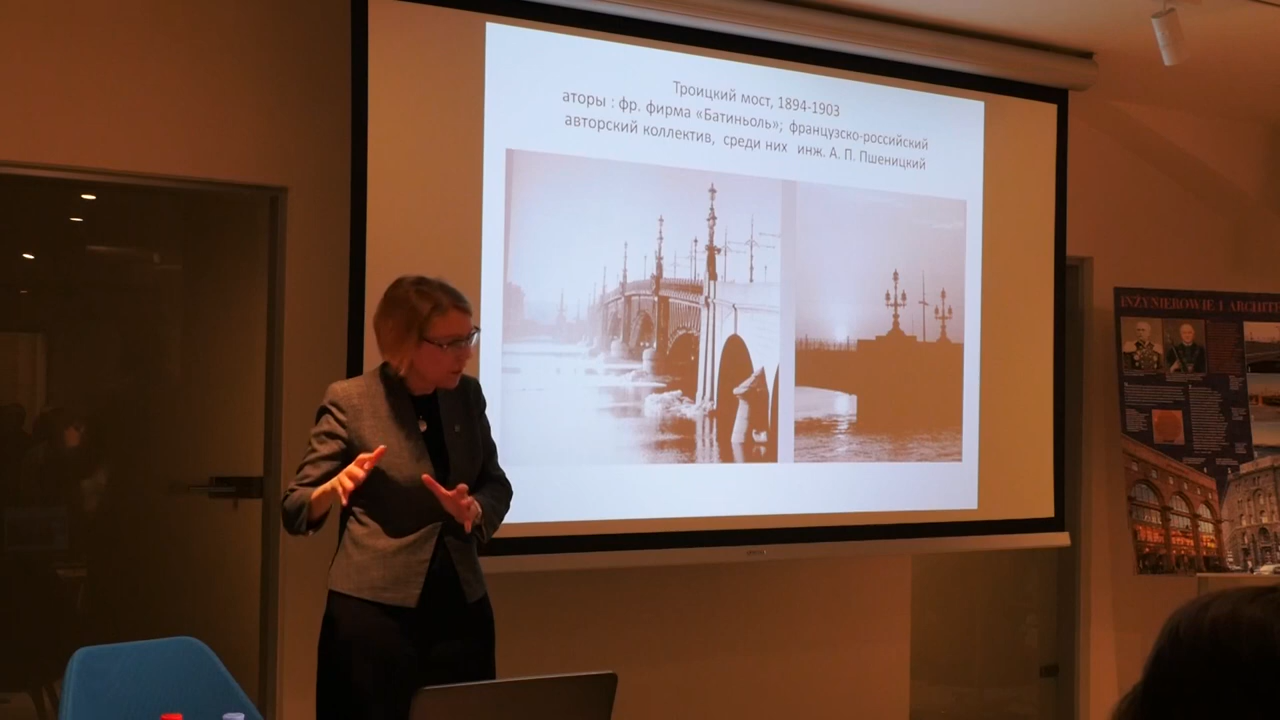 Троицкий мост, 1894-1903
аторы : фр. фирма «Батиньоль»; французско-российский
авторский коллектив, среди них инж. А. П. Пшеницкий
INŻYNIEROWIE I ARCHITE